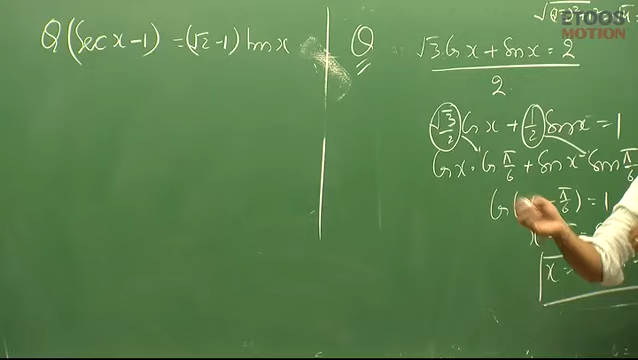 Q (Sec x - 1) = (√2 - 1) tan x
Q
√3 Cos x + Sin x = 2
2
√3/2 Cos x + 1/2 Sin x = 1
Cos x · Cos π/6 + Sin x · Sin π/6
Cos ( - π/6) = 1
x =
x =
ETOOS
MOTION